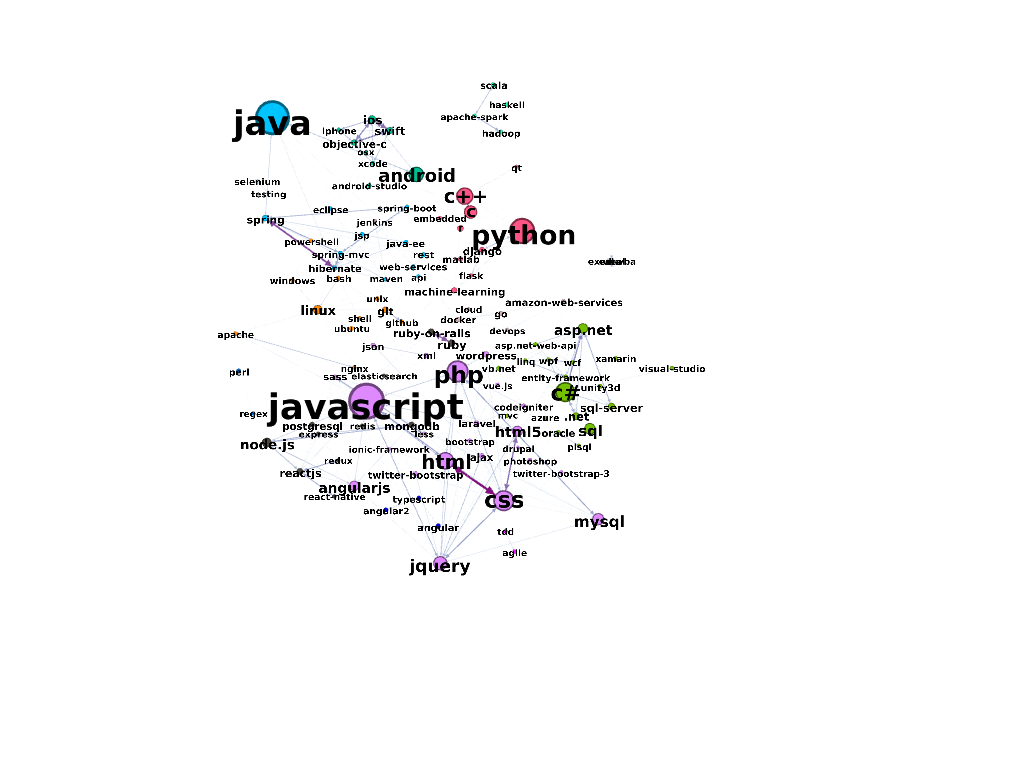 scala
haskell
apache-spark
hadoop
java
ios
iphone
swift
objective-c
osx
xcode
android
android-studio
qt
selenium
testing
c++
c
r
python
spring
eclipse
spring-boot
embedded
jenkins
jsp
powershell
java-ee
django
spring-mvc
rest
matlab
hibernate
web-services
windows
bash
maven
api
flask
machine-learning
unix
linux
git
cloud
go
amazon-web-services
shell
github
docker
ubuntu
ruby-on-rails
devops
asp.net
apache
json
ruby
asp.net-web-api
xml
wordpress
linq
wpf
wcf
xamarin
perl
nginx
sass
elasticsearch
php
vb.net
visual-studio
entity-framework
vue.js
unity3d
c#
javascript
codeigniter
sql-server
regex
mvc
azure
.net
postgresql
redis
mongodb
laravel
express
less
html5
oracle
sql
node.js
bootstrap
plsql
ionic-framework
drupal
redux
html
ajax
photoshop
reactjs
twitter-bootstrap
twitter-bootstrap-3
angularjs
react-native
typescript
css
angular2
mysql
angular
tdd
agile
jquery